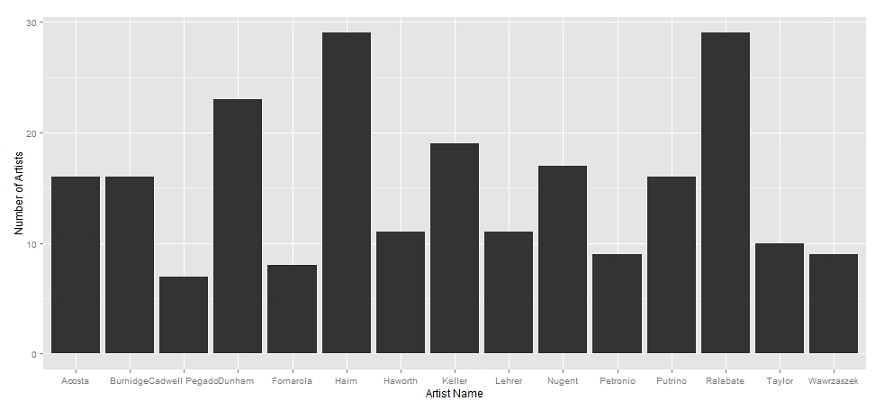 30
20
10
0
Number of Artists
Acosta Burnidge Cadwell Pegado Dunham Fornarola Haim Haworth Keller Lehrer Nugent Petronio Putrino Ralabate Taylor Wawrzaszek
Artist Name